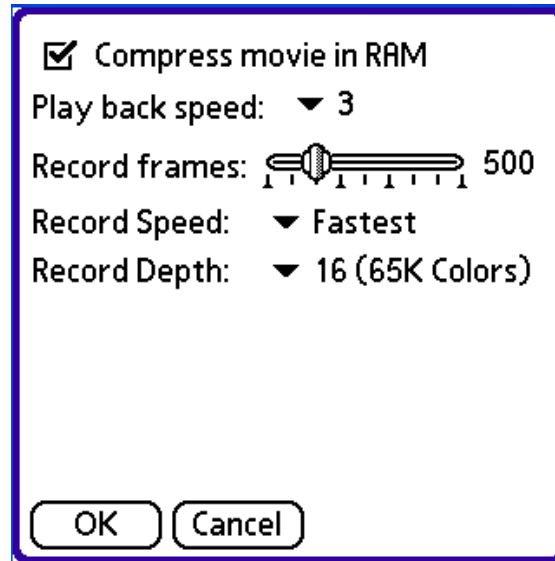 Compress movie in RAM
Play back speed: 3
Record frames: 500
Record Speed: Fastest
Record Depth: 16 (65K Colors)
OK Cancel